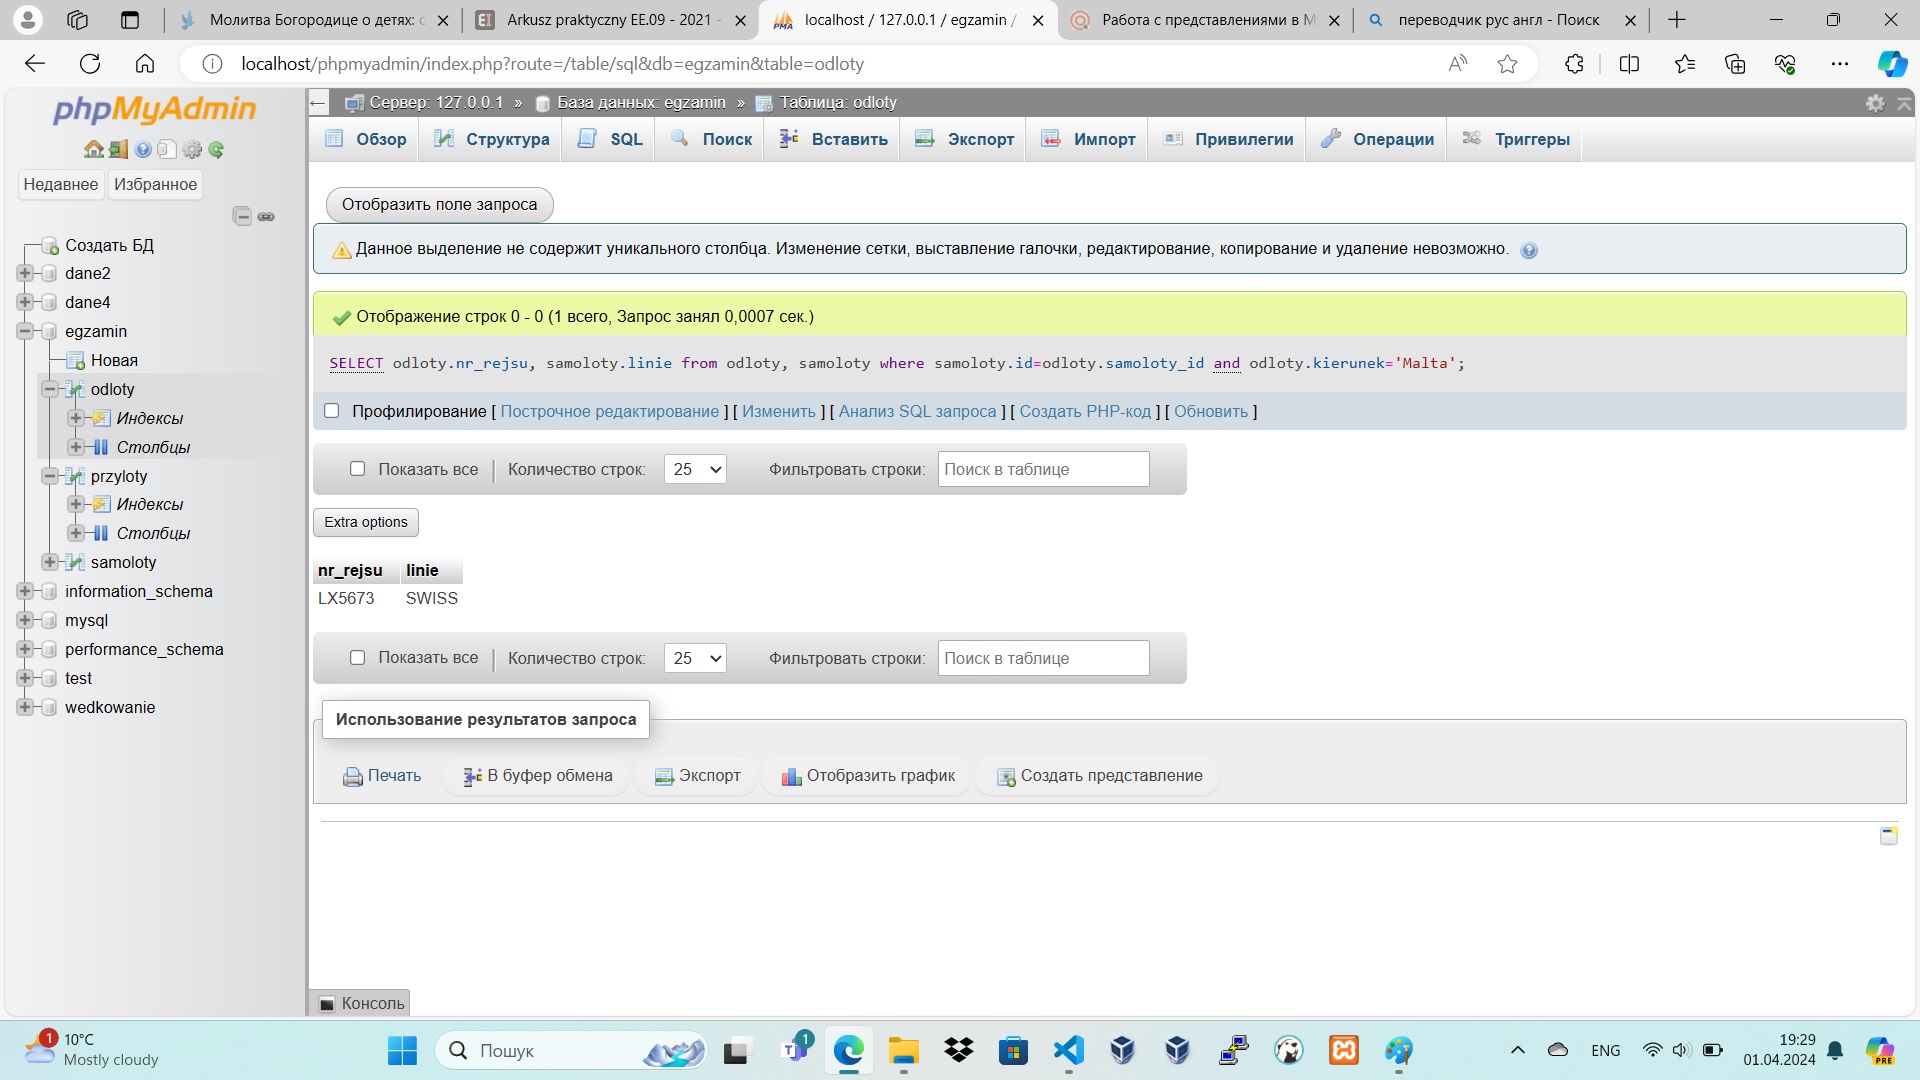 Молитва Богородице о детях: с
Arkusz praktyczny EE.09 - 2021 -
localhost / 127.0.0.1 / egzamin /
Работа с представлениями в М
переводчик рус англ - Поиск
localhost/phpmyadmin/index.php?route=/table/sql&db=egzamin&table=odloty
phpMyAdmin
Недавнее
Избранное
Создать БД
dane2
dane4
egzamin
Новая
odloty
Индексы
Столбцы
przyloty
Индексы
Столбцы
samoloty
information_schema
mysql
performance_schema
test
wedkowanie
Сервер: 127.0.0.1 » База данных: egzamin » Таблица: odloty
Обзор Структура SQL Поиск Вставить Экспорт Импорт Привилегии Операции Триггеры
Отобразить поле запроса
Данное выделение не содержит уникального столбца. Изменение сетки, выставление галочки, редактирование, копирование и удаление невозможно.
Отображение строк 0 - 0 (1 всего, Запрос занял 0,0007 сек.)
SELECT odloty.nr_rejsu, samoloty.linie from odloty, samoloty where samoloty.id=odloty.samoloty_id and odloty.kierunek='Malta';
Профилирование [ Построчное редактирование ] [ Изменить ] [ Анализ SQL запроса ] [ Создать PHP-код ] [ Обновить ]
Показать все Количество строк: 25 Фильтровать строки: Поиск в таблице
Extra options
nr_rejsu linie
LX5673 SWISS
Показать все Количество строк: 25 Фильтровать строки: Поиск в таблице
Использование результатов запроса
Печать В буфер обмена Экспорт Отобразить график Создать представление
Консоль
1
10°C
Mostly cloudy
Пошук
1
ENG
19:29
01.04.2024
PRE